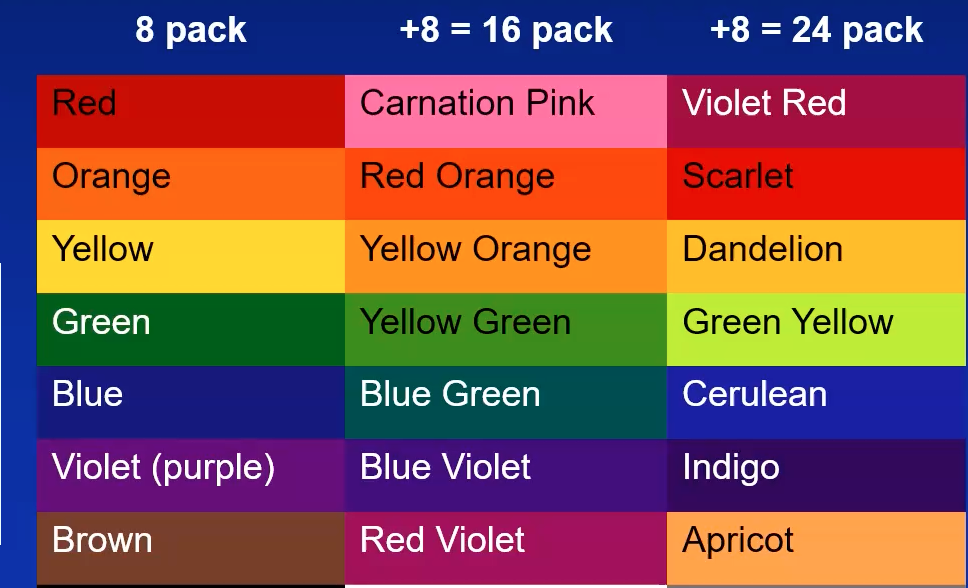 8 pack +8 = 16 pack +8 = 24 pack
Red Carnation Pink Violet Red
Orange Red Orange Scarlet
Yellow Yellow Orange Dandelion
Green Yellow Green Green Yellow
Blue Blue Green Cerulean
Violet (purple) Blue Violet Indigo
Brown Red Violet Apricot